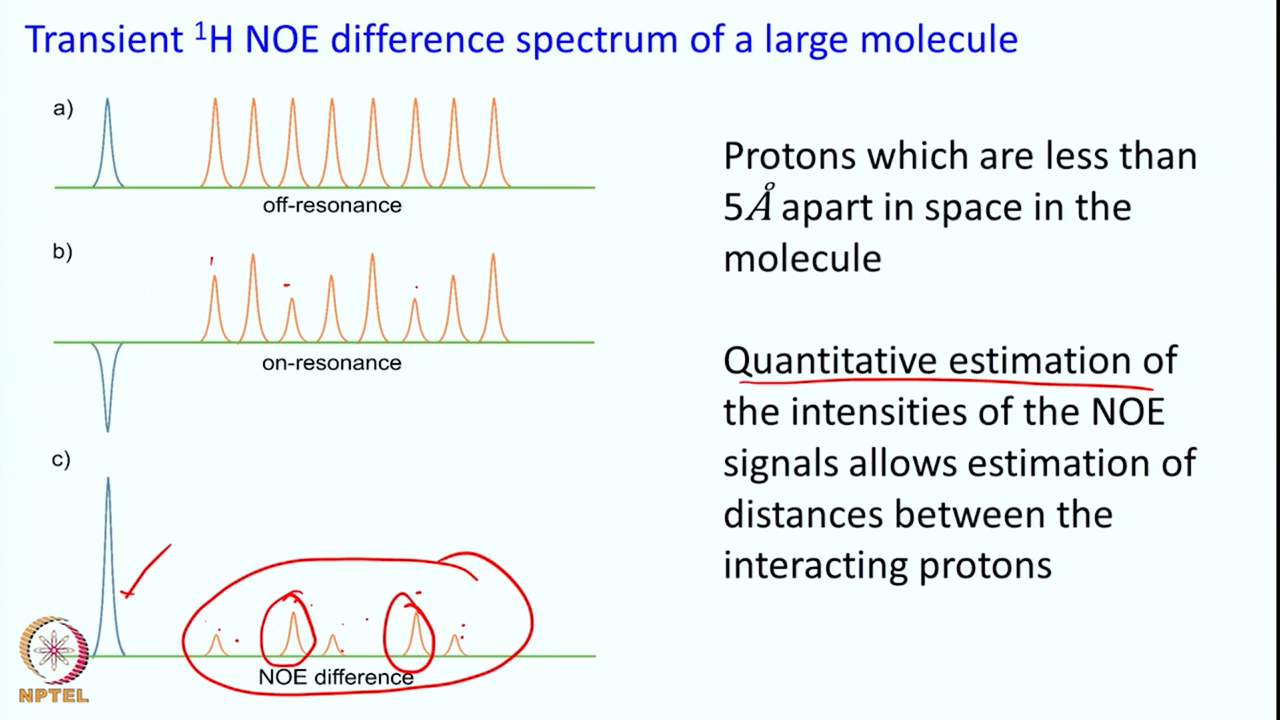 Transient ¹H NOE difference spectrum of a large molecule
a)
off-resonance
b)
on-resonance
c)
NOE difference
Protons which are less than
5Å apart in space in the
molecule
Quantitative estimation of
the intensities of the NOE
signals allows estimation of
distances between the
interacting protons
NPTEL